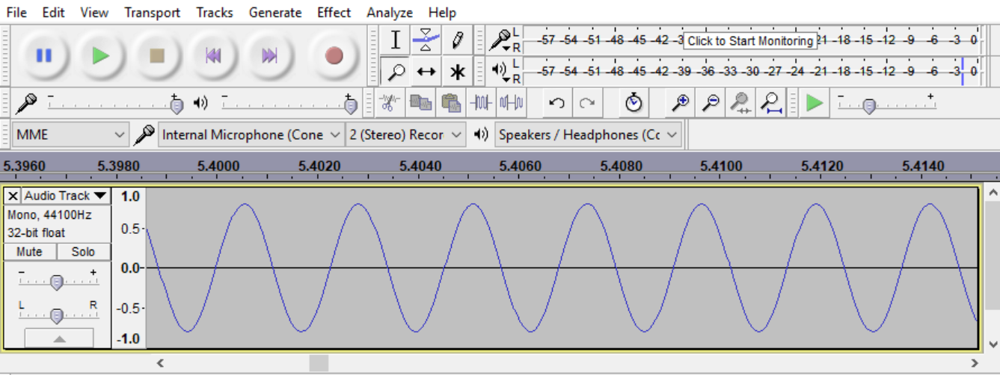 File Edit View Transport Tracks Generate Effect Analyze Help
L
R
-57 -54 -51 -48 -45 -42 -3 Click to Start Monitoring 21 -18 -15 -12 -9 -6 -3 0
L
R
-57 -54 -51 -48 -45 -42 -39 -36 -33 -30 -27 -24 -21 -18 -15 -12 -9 -6 -3 0
- + - + - +
MME Internal Microphone (Cone 2 (Stereo) Recor Speakers / Headphones (Cc
5.3960 5.3980 5.4000 5.4020 5.4040 5.4060 5.4080 5.4100 5.4120 5.4140
X Audio Track 1.0
Mono, 44100Hz
32-bit float 0.5
Mute Solo
0.0
- +
L R -0.5
-1.0